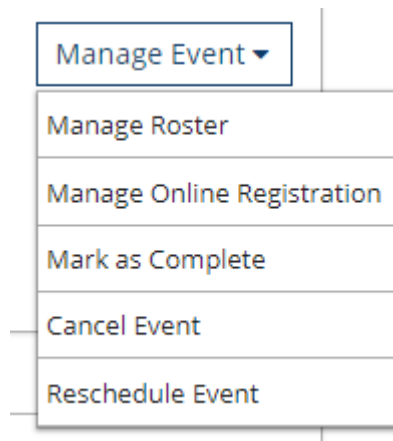 Manage Event
Manage Roster
Manage Online Registration
Mark as Complete
Cancel Event
Reschedule Event